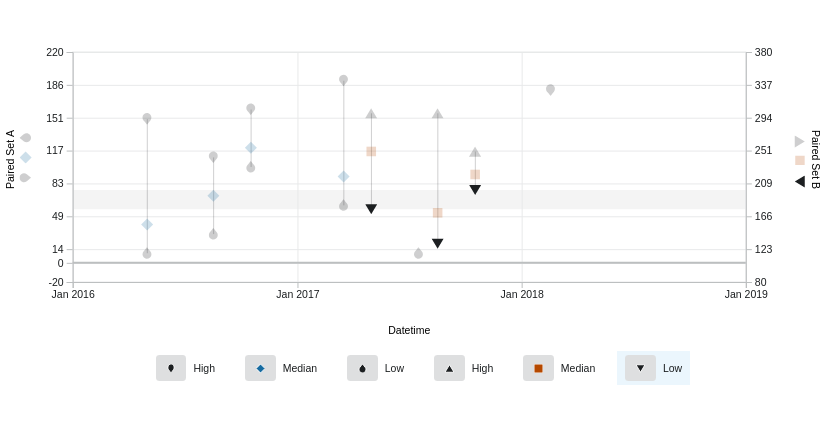 220 380
186 337
151 294
117 251
83 209
49 166
14 123
0
-20 80
Paired Set A
Paired Set B
Jan 2016 Jan 2017 Jan 2018 Jan 2019
Datetime
High Median Low High Median Low